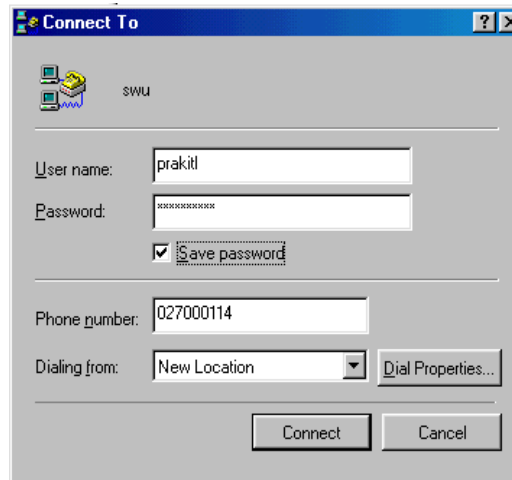 Connect To
swu
User name: prakitl
Password: **********
Save password
Phone number: 027000114
Dialing from: New Location Dial Properties...
Connect Cancel